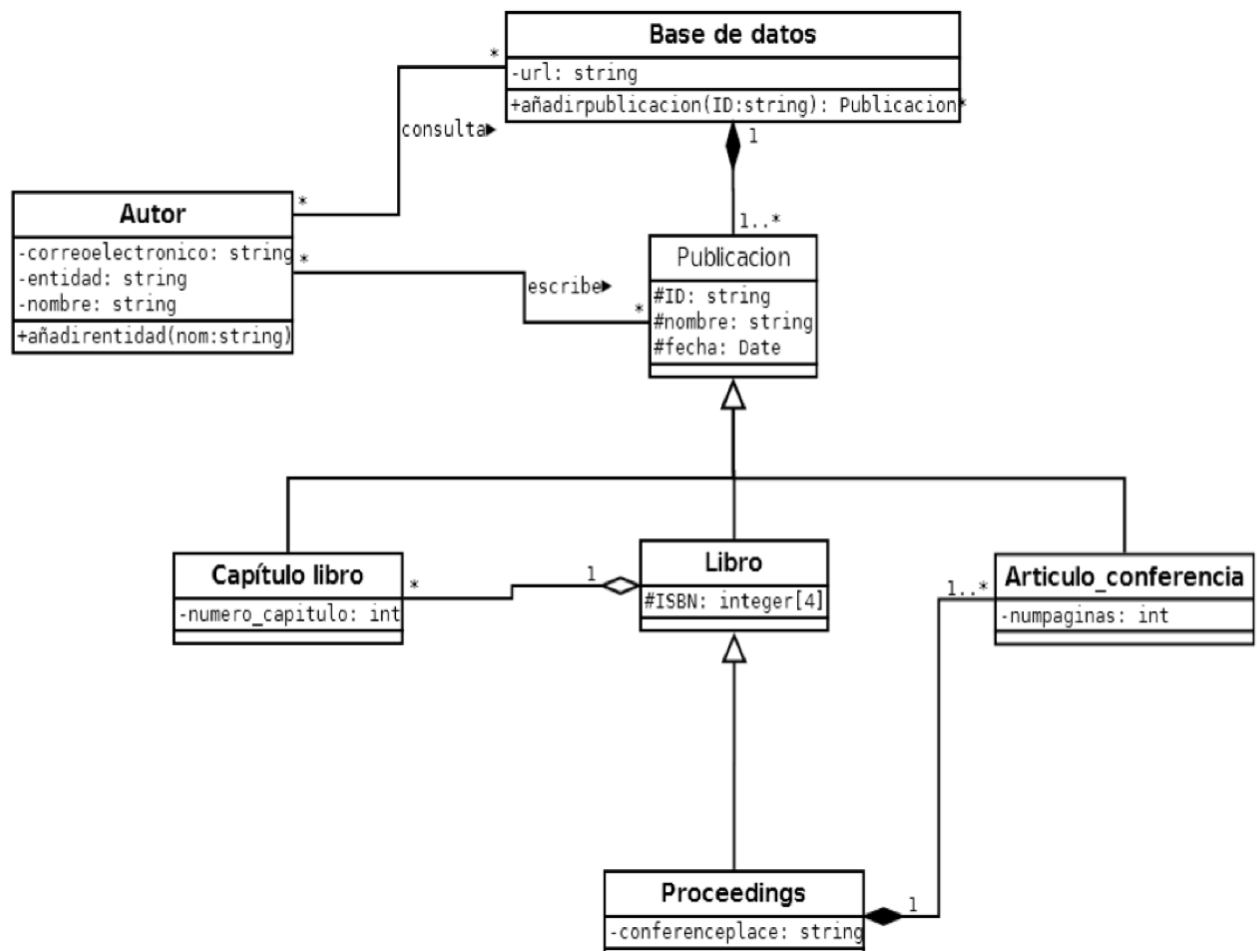 Base de datos
-url: string
+añadirpublicacion(ID:string): Publicacion*
*
consulta▶
1
*
Autor
-correoelectronico: string
-entidad: string
-nombre: string
+añadirentidad(nom:string)
*
escribe▶
*
1..*
Publicacion
#ID: string
#nombre: string
#fecha: Date
Capítulo libro
-numero_capitulo: int
*
1
Libro
#ISBN: integer[4]
1..*
Articulo_conferencia
-numpaginas: int
Proceedings
-conferenceplace: string
1